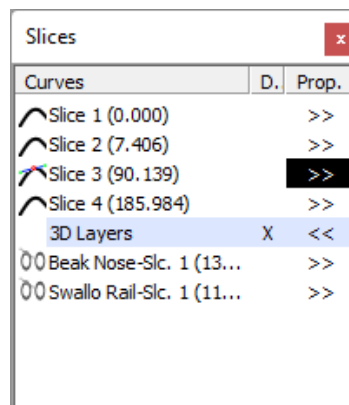 Slices x
Curves D. Prop.
Slice 1 (0.000) >>
Slice 2 (7.406) >>
Slice 3 (90.139) >>
Slice 4 (185.984) >>
3D Layers X <<
Beak Nose-Slc. 1 (13... >>
Swallo Rail-Slc. 1 (11... >>